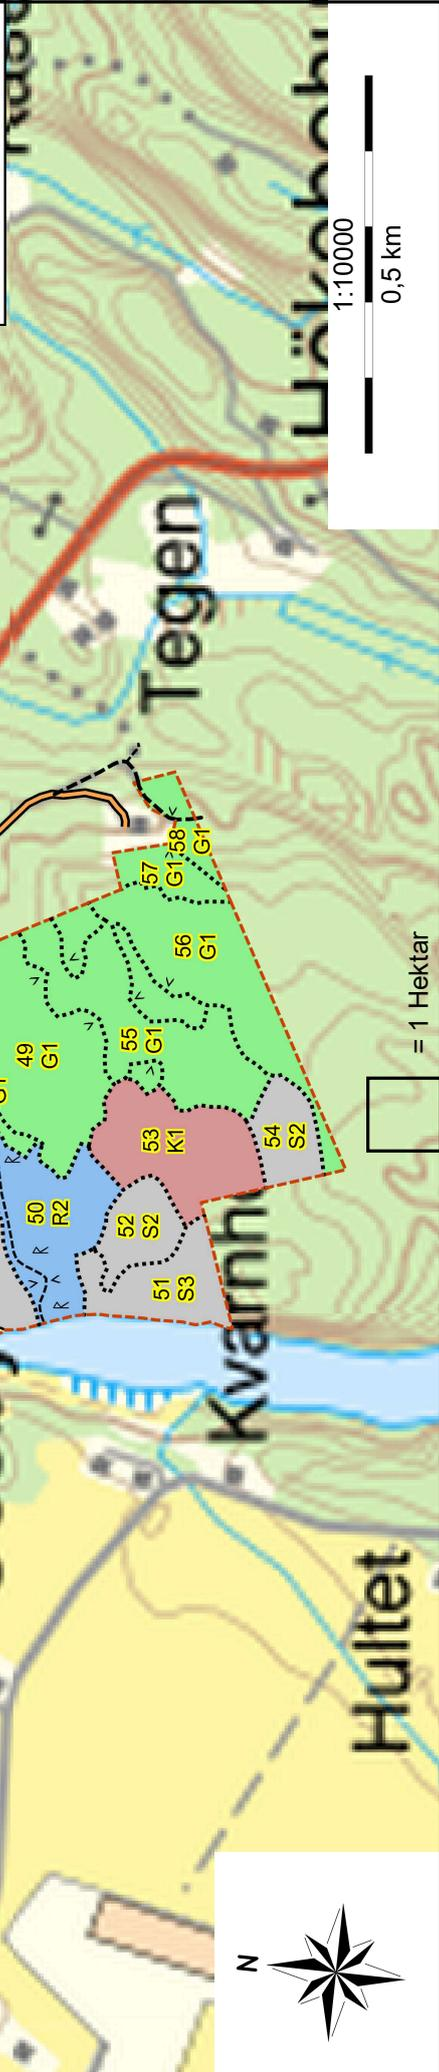 N
Hultet
Kvarnh
51
S3
52
S2
50
R2
R
R
R
53
K1
54
S2
49
G1
G1
55
G1
56
G1
57
G1
58
G1
Tegen
= 1 Hektar
1:10000
0,5 km